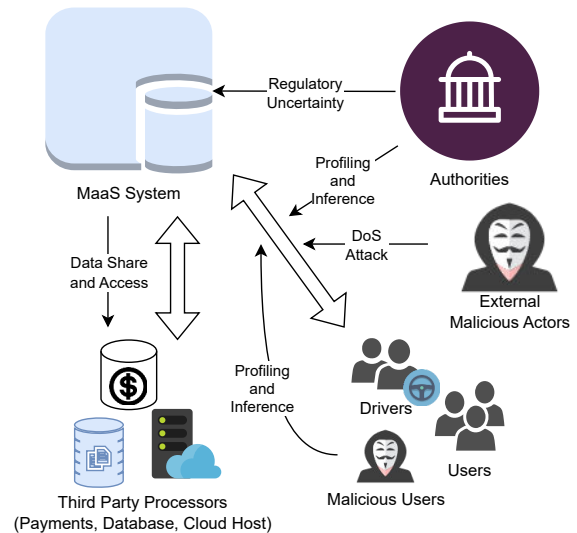 Regulatory
Uncertainty
MaaS System
Authorities
Profiling
and
Inference
DoS
Attack
Data Share
and Access
External
Malicious Actors
$
Profiling
and
Inference
Drivers
Users
Malicious Users
Third Party Processors
(Payments, Database, Cloud Host)